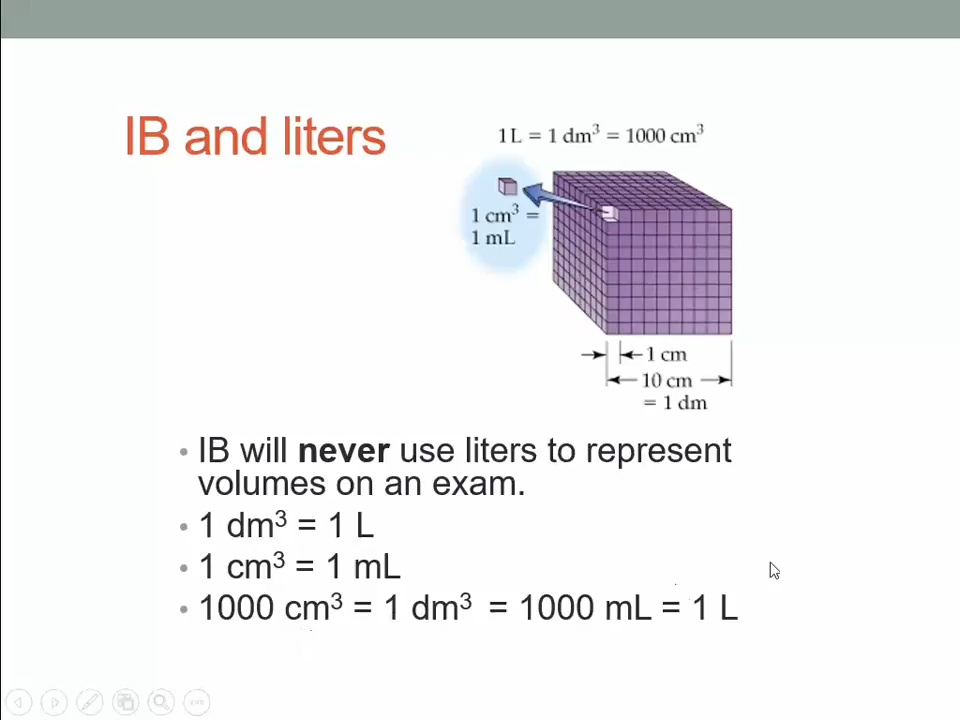 IB and liters
1 L = 1 dm³ = 1000 cm³
1 cm³ =
1 mL
1 cm
10 cm
= 1 dm
• IB will never use liters to represent
volumes on an exam.
• 1 dm³ = 1 L
• 1 cm³ = 1 mL
• 1000 cm³ = 1 dm³ = 1000 mL = 1 L